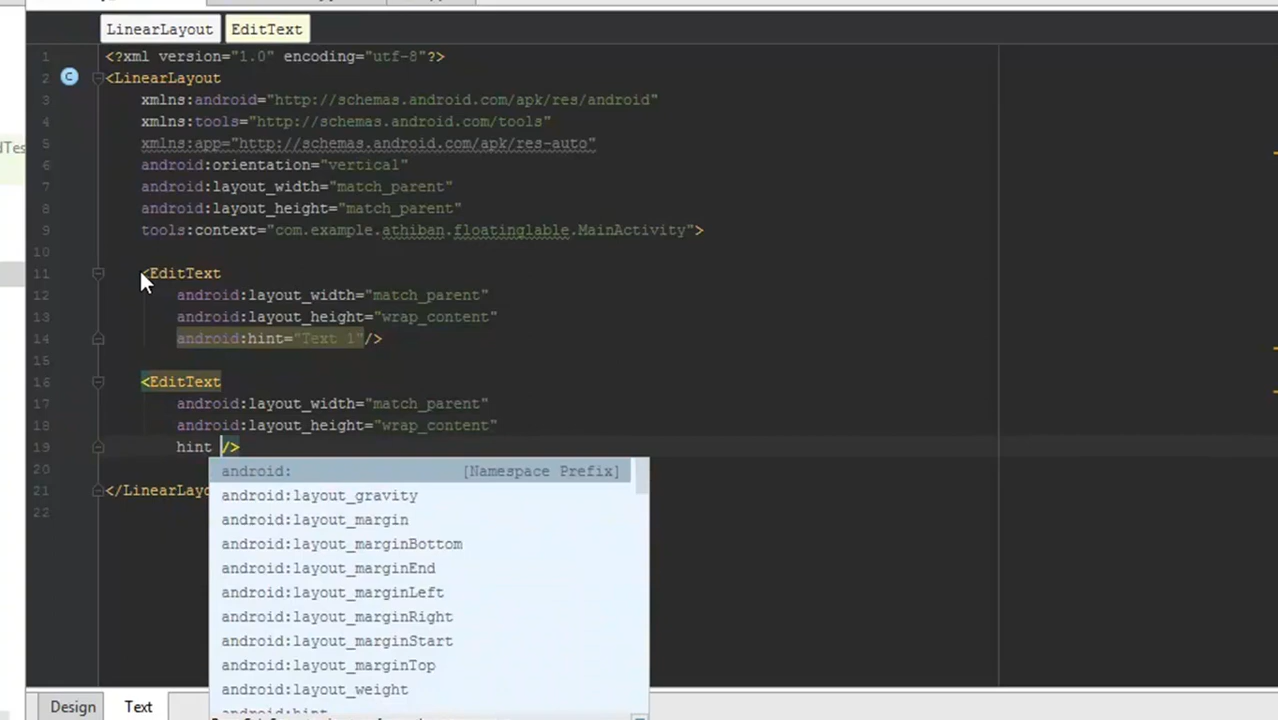 LinearLayout EditText
1 <?xml version="1.0" encoding="utf-8"?>
2 C <LinearLayout
3 xmlns:android="http://schemas.android.com/apk/res/android"
4 xmlns:tools="http://schemas.android.com/tools"
5 xmlns:app="http://schemas.android.com/apk/res-auto"
6 android:orientation="vertical"
7 android:layout_width="match_parent"
8 android:layout_height="match_parent"
9 tools:context="com.example.athiban.floatinglable.MainActivity">
10
11 <EditText
12 android:layout_width="match_parent"
13 android:layout_height="wrap_content"
14 android:hint="Text 1"/>
15
16 <EditText
17 android:layout_width="match_parent"
18 android:layout_height="wrap_content"
19 hint />
20
21 </LinearLayo
22
android: [Namespace Prefix]
android:layout_gravity
android:layout_margin
android:layout_marginBottom
android:layout_marginEnd
android:layout_marginLeft
android:layout_marginRight
android:layout_marginStart
android:layout_marginTop
android:layout_weight
android:hint
Design Text